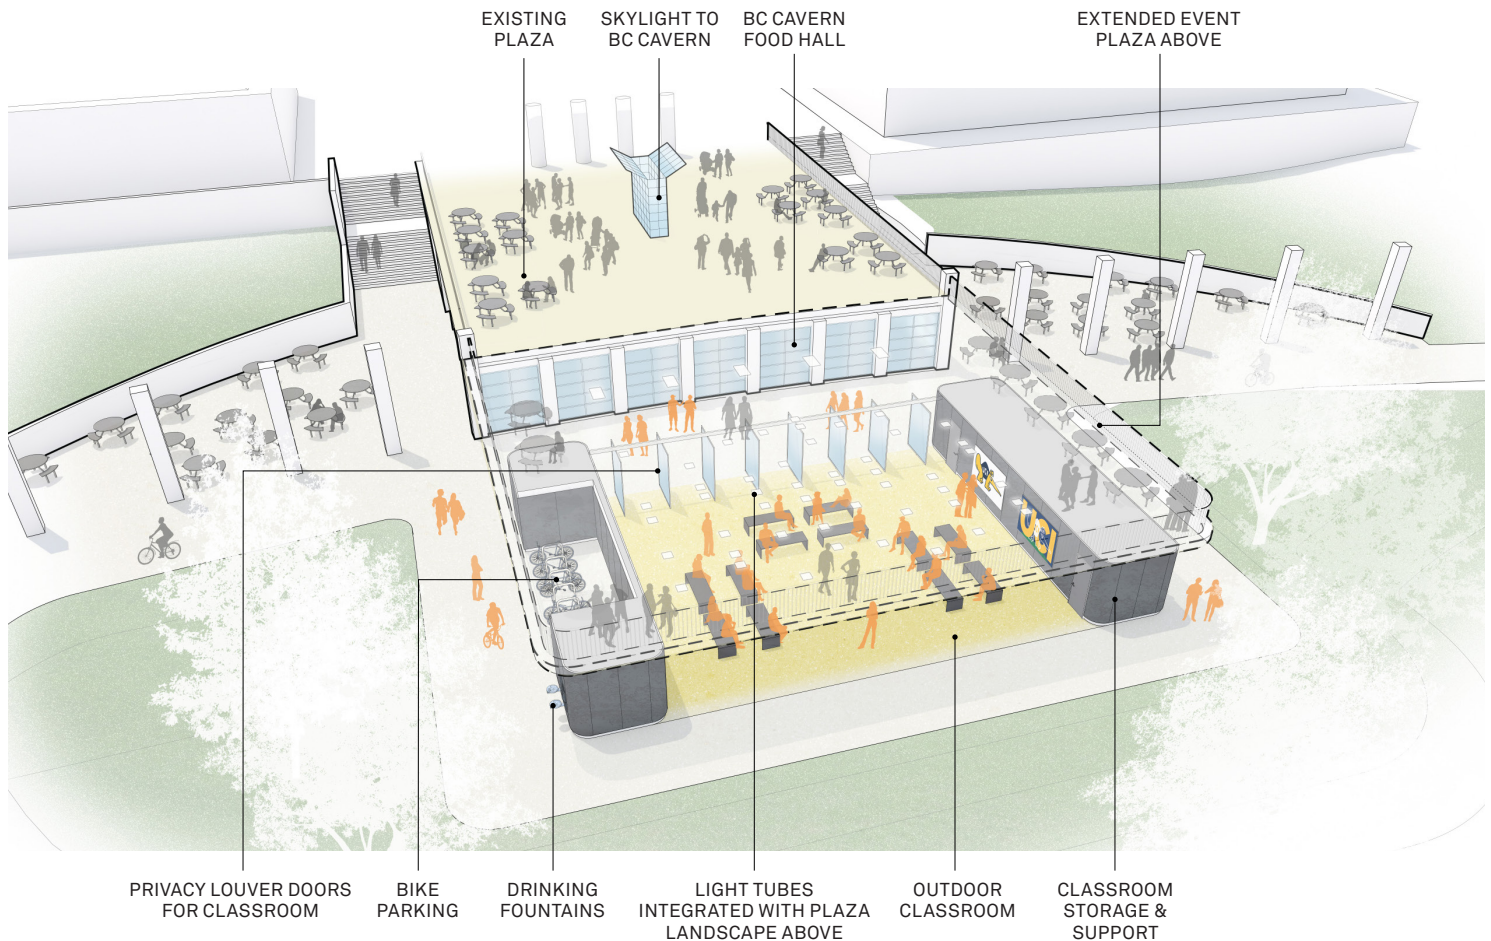 EXISTING
PLAZA
SKYLIGHT TO
BC CAVERN
BC CAVERN
FOOD HALL
EXTENDED EVENT
PLAZA ABOVE
UCI
PRIVACY LOUVER DOORS
FOR CLASSROOM
BIKE
PARKING
DRINKING
FOUNTAINS
LIGHT TUBES
INTEGRATED WITH PLAZA
LANDSCAPE ABOVE
OUTDOOR
CLASSROOM
CLASSROOM
STORAGE &
SUPPORT